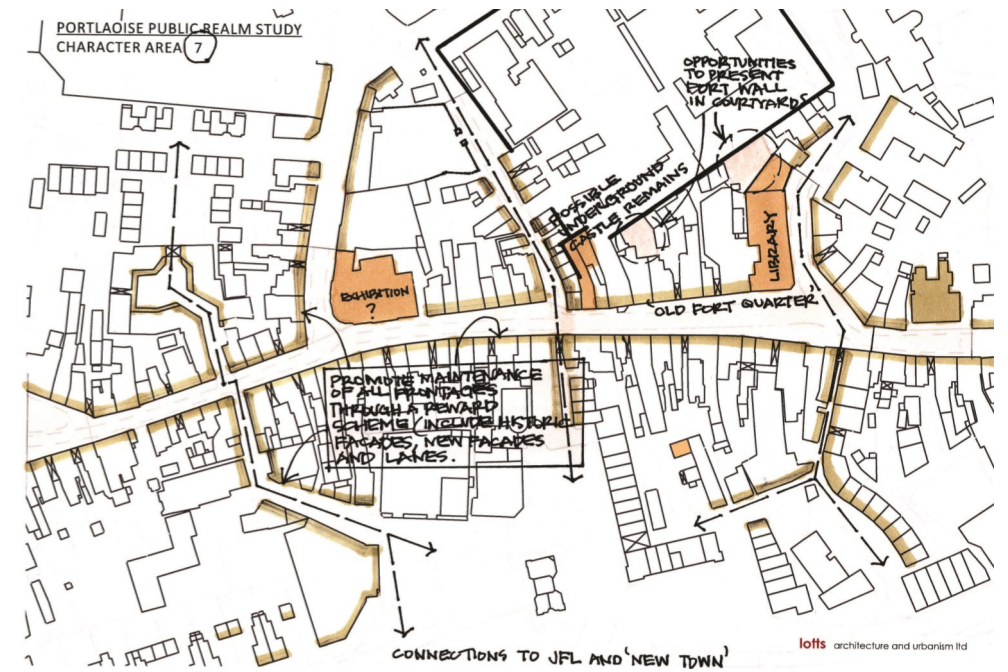 PORTLAOISE PUBLIC REALM STUDY
CHARACTER AREA 7
OPPORTUNITIES
TO PRESENT
FORT WALL
IN COURTYARDS
POSSIBLE
UNDERGROUND
CASTLE REMAINS
LIBRARY
EXHIBITION
?
'OLD FORT QUARTER'
PROMOTE MAINTENANCE
OF ALL FRONTAGES
THROUGH A REWARD
SCHEME/INCLUDE HISTORIC
FACADES, NEW FACADES
AND LANES.
CONNECTIONS TO JFL AND 'NEW TOWN'
lotts architecture and urbanism ltd